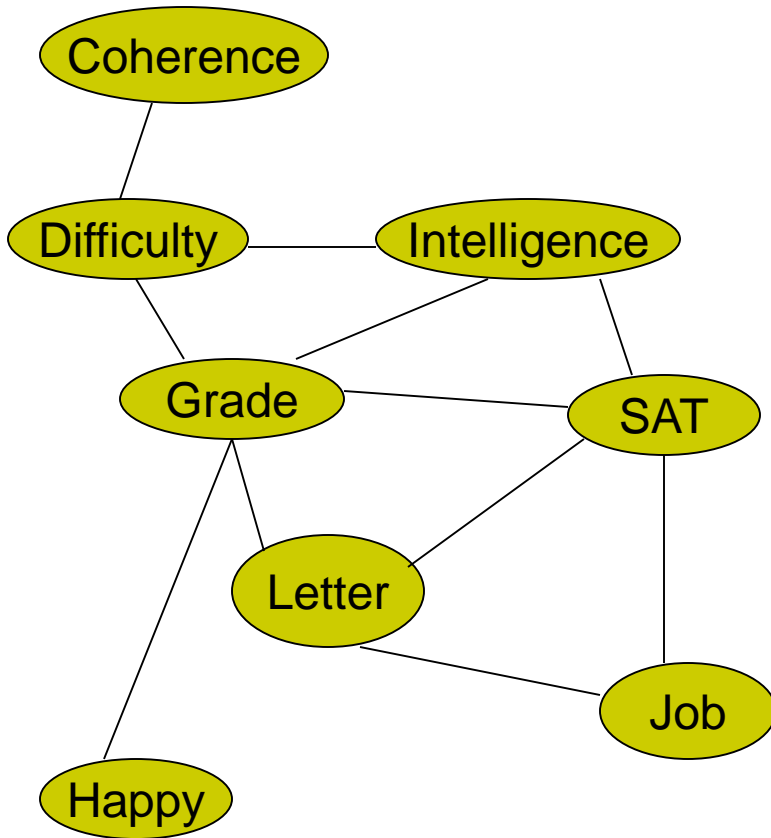 Coherence
Difficulty
Intelligence
Grade
SAT
Letter
Job
Happy